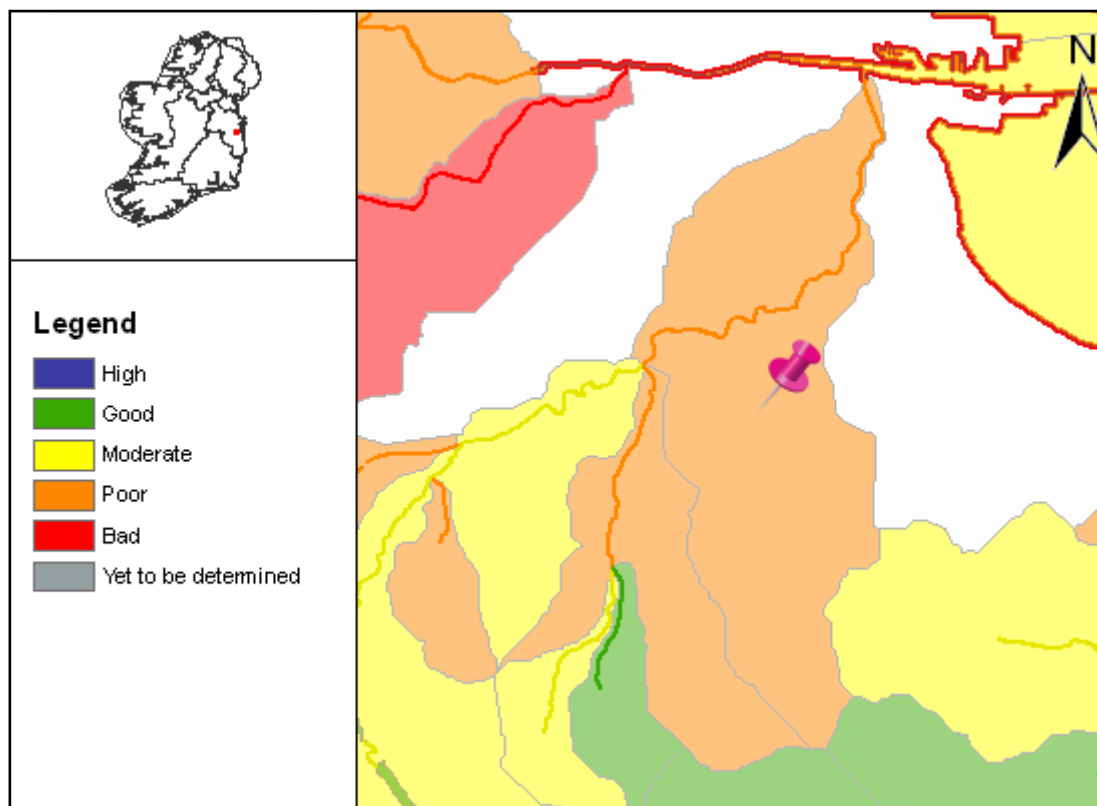 Legend
High
Good
Moderate
Poor
Bad
Yet to be determined
N